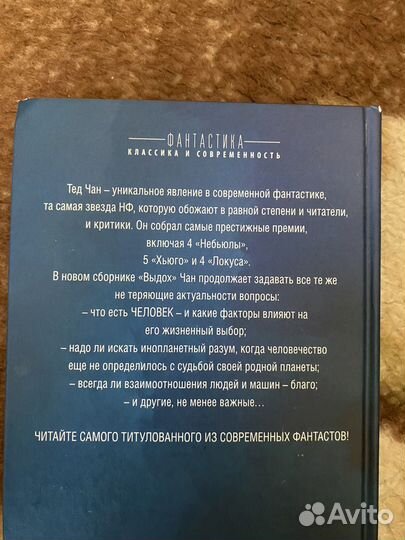 ФАНТАСТИКА
КЛАССИКА И СОВРЕМЕННОСТЬ
Тед Чан – уникальное явление в современной фантастике,
та самая звезда НФ, которую обожают в равной степени и читатели,
и критики. Он собрал самые престижные премии,
включая 4 «Небьюлы»,
5 «Хьюго» и 4 «Локуса».
В новом сборнике «Выдох» Чан продолжает задавать все те же
не теряющие актуальности вопросы:
– что есть ЧЕЛОВЕК – и какие факторы влияют на
его жизненный выбор;
– надо ли искать инопланетный разум, когда человечество
еще не определилось с судьбой своей родной планеты;
– всегда ли взаимоотношения людей и машин – благо;
– и другие, не менее важные...
ЧИТАЙТЕ САМОГО ТИТУЛОВАННОГО ИЗ СОВРЕМЕННЫХ ФАНТАСТОВ!
Avito